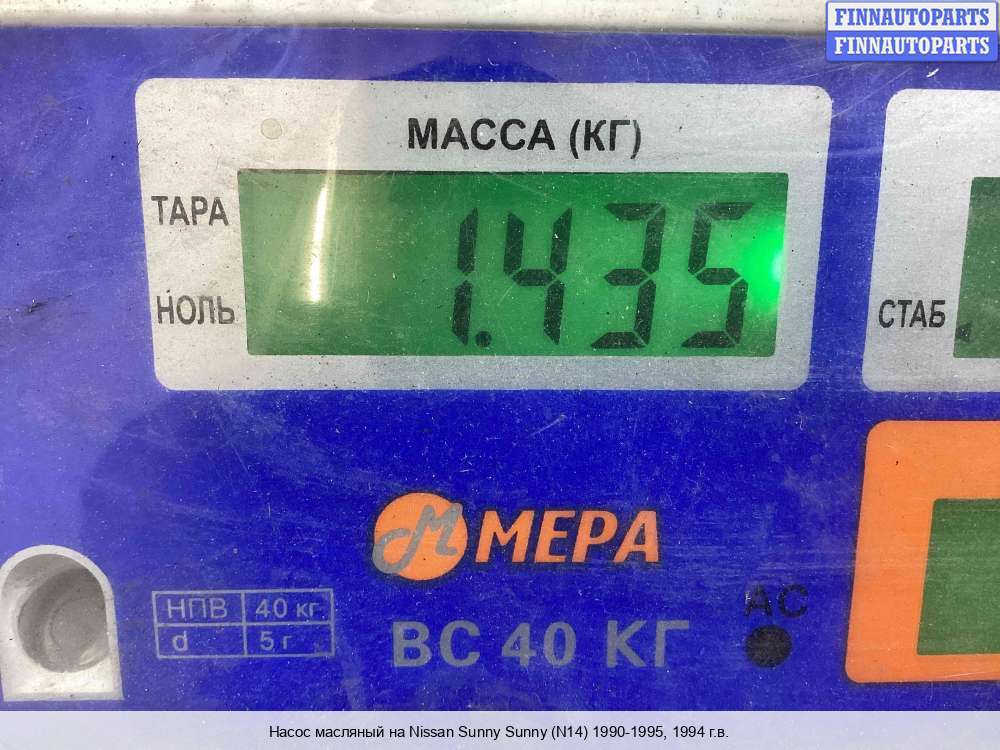 FINNAUTOPARTS
FINNAUTOPARTS
МАССА (КГ)
ТАРА
1.435
НОЛЬ
СТАБ
М МЕРА
НПВ 40 кг
d 5 г
ВС 40 КГ
AC
Насос масляный на Nissan Sunny Sunny (N14) 1990-1995, 1994 г.в.